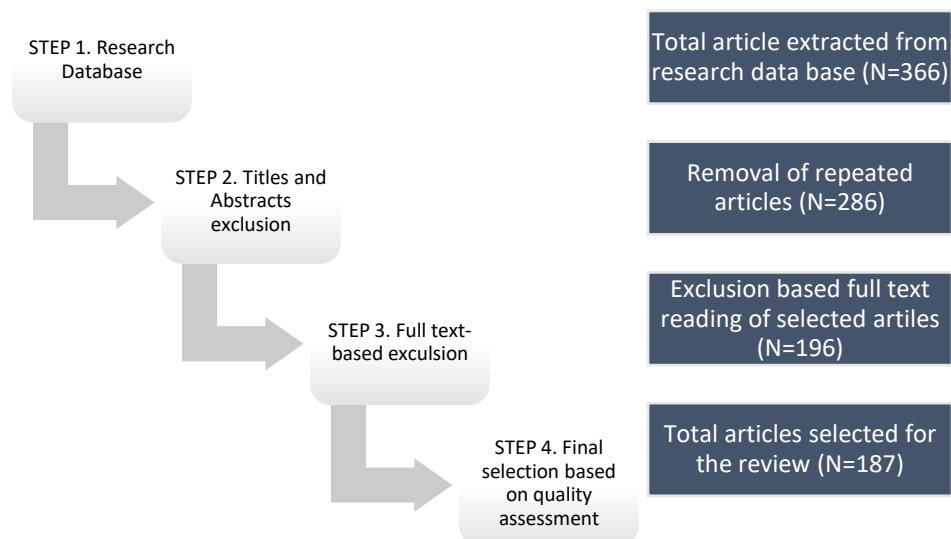 STEP 1. Research
Database
Total article extracted from
research data base (N=366)
STEP 2. Titles and
Abstracts
exclusion
Removal of repeated
articles (N=286)
STEP 3. Full text-
based exculsion
Exclusion based full text
reading of selected artiles
(N=196)
STEP 4. Final
selection based
on quality
assessment
Total articles selected for
the review (N=187)